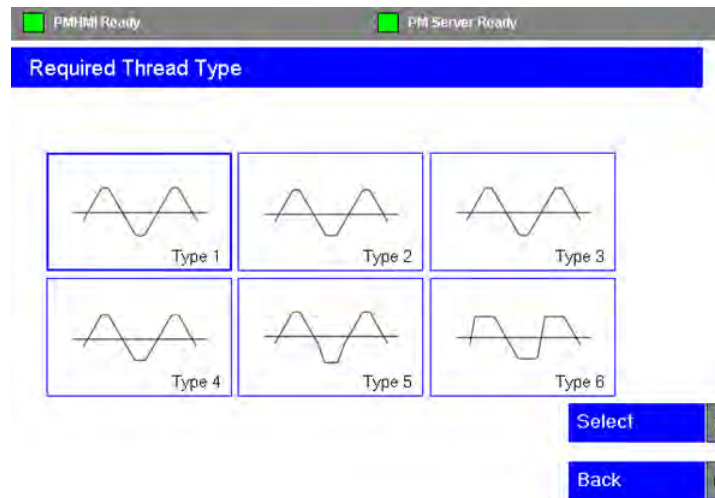 PMHMI Ready
PM Server Ready
Required Thread Type
Type 1
Type 2
Type 3
Type 4
Type 5
Type 6
Select
Back